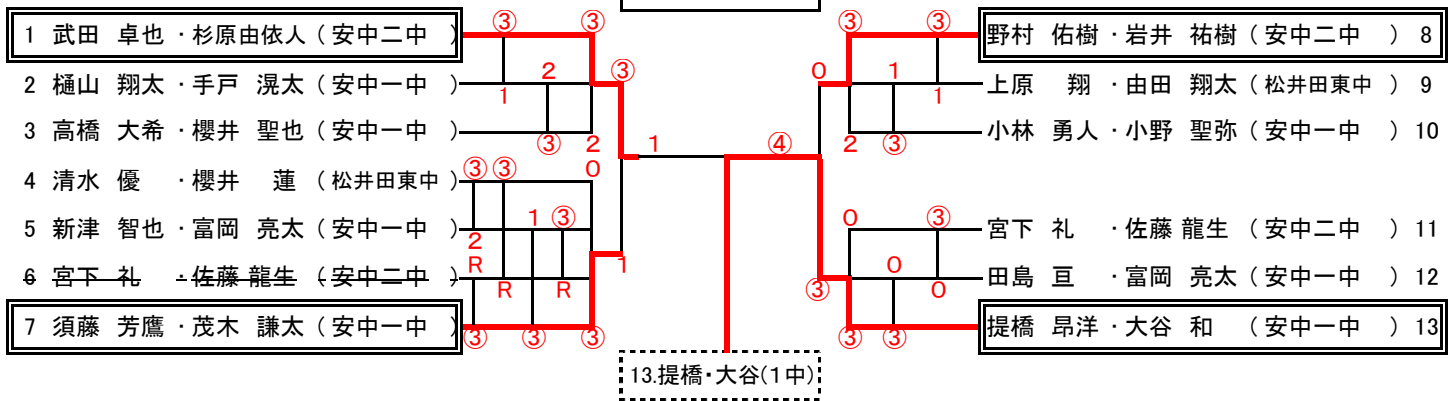 ③ ③ ③ ③
1 武田 卓也 ・杉原由依人 ( 安中二中 ) 野村 佑樹 ・岩井 祐樹 ( 安中二中 ) 8
2 ③ 0 1
2 樋山 翔太 ・手戸 滉太 ( 安中一中 ) 上原 翔 ・由田 翔太 ( 松井田東中 ) 9
1 1
3 高橋 大希 ・櫻井 聖也 ( 安中一中 ) 小林 勇人 ・小野 聖弥 ( 安中一中 ) 10
③ 2 1 ④ 2 ③
③ ③ 0
4 清水 優 ・櫻井 蓮 ( 松井田東中 )
1 ③ 0 ③
5 新津 智也 ・富岡 亮太 ( 安中一中 ) 宮下 礼 ・佐藤 龍生 ( 安中二中 ) 11
2
R 1 0
6 宮下 礼 ・佐藤 龍生 ( 安中二中 ) 田島 亘 ・富岡 亮太 ( 安中一中 ) 12
R R ③ 0
7 須藤 芳鷹 ・茂木 謙太 ( 安中一中 ) 提橋 昂洋 ・大谷 和 ( 安中一中 ) 13
③ ③ ③ ③ ③
13.提橋・大谷(1中)